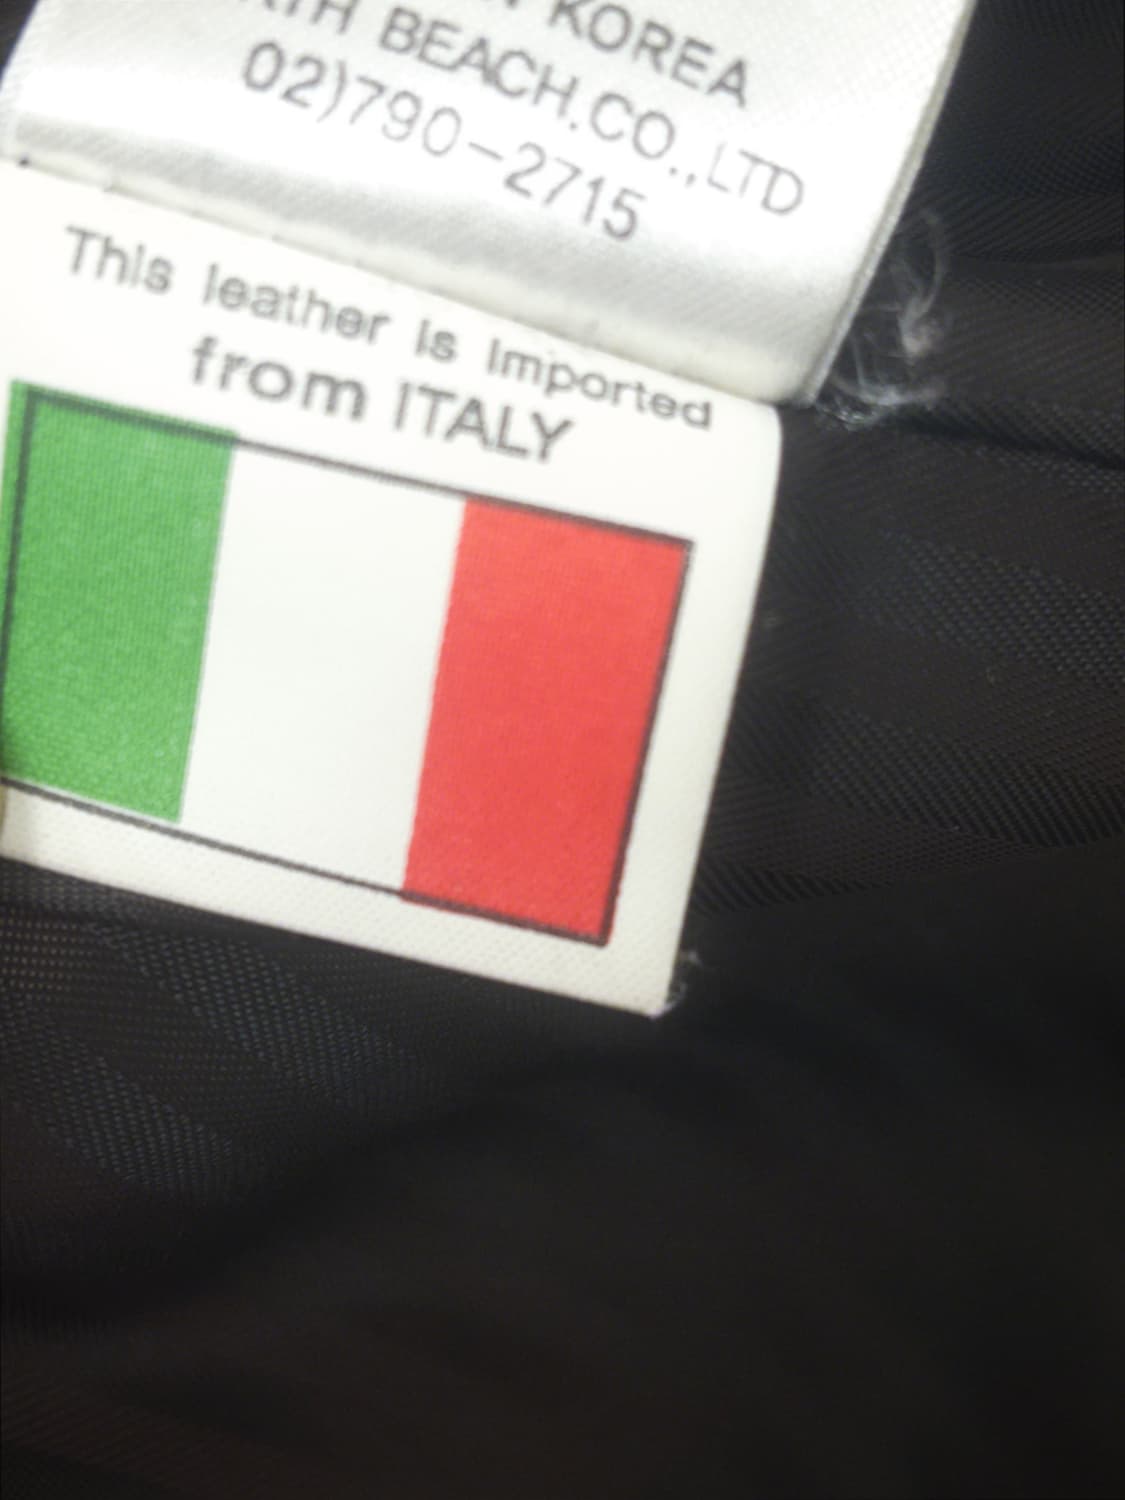 KOREA
BEACH.CO.,LTD
02)790-2715
This leather is Imported
from ITALY